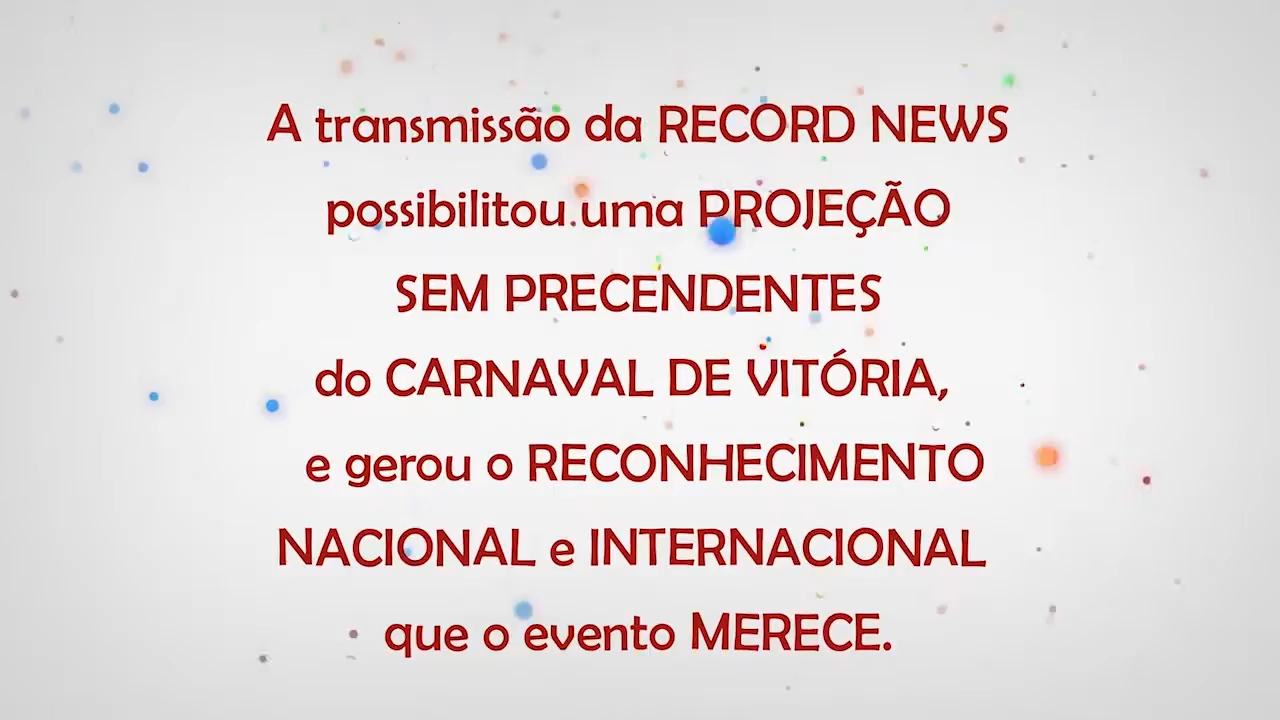 A transmissão da RECORD NEWS
possibilitou uma PROJEÇÃO
SEM PRECENDENTES
do CARNAVAL DE VITÓRIA,
e gerou o RECONHECIMENTO
NACIONAL e INTERNACIONAL
que o evento MERECE.